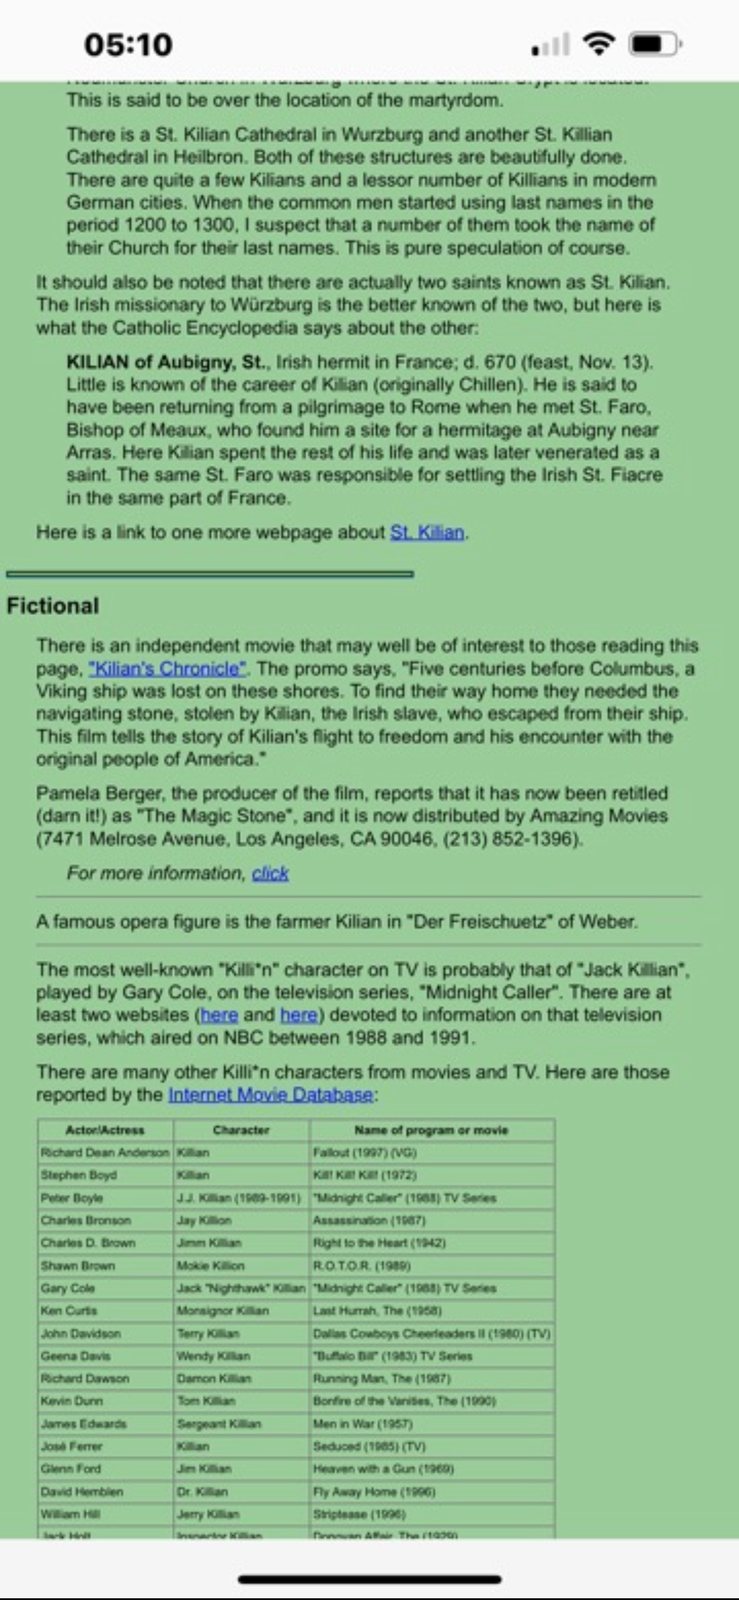 05:10
This is said to be over the location of the martyrdom.
There is a St. Kilian Cathedral in Wurzburg and another St. Killian
Cathedral in Heilbron. Both of these structures are beautifully done.
There are quite a few Kilians and a lessor number of Killians in modern
German cities. When the common men started using last names in the
period 1200 to 1300, I suspect that a number of them took the name of
their Church for their last names. This is pure speculation of course.
It should also be noted that there are actually two saints known as St. Kilian.
The Irish missionary to Würzburg is the better known of the two, but here is
what the Catholic Encyclopedia says about the other:
KILIAN of Aubigny, St., Irish hermit in France; d. 670 (feast, Nov. 13).
Little is known of the career of Kilian (originally Chillen). He is said to
have been returning from a pilgrimage to Rome when he met St. Faro,
Bishop of Meaux, who found him a site for a hermitage at Aubigny near
Arras. Here Kilian spent the rest of his life and was later venerated as a
saint. The same St. Faro was responsible for settling the Irish St. Fiacre
in the same part of France.
Here is a link to one more webpage about St. Kilian.
Fictional
There is an independent movie that may well be of interest to those reading this
page, "Kilian's Chronicle". The promo says, "Five centuries before Columbus, a
Viking ship was lost on these shores. To find their way home they needed the
navigating stone, stolen by Kilian, the Irish slave, who escaped from their ship.
This film tells the story of Kilian's flight to freedom and his encounter with the
original people of America."
Pamela Berger, the producer of the film, reports that it has now been retitled
(darn it!) as "The Magic Stone", and it is now distributed by Amazing Movies
(7471 Melrose Avenue, Los Angeles, CA 90046, (213) 852-1396).
For more information, click
A famous opera figure is the farmer Kilian in "Der Freischuetz" of Weber.
The most well-known "Killi*n" character on TV is probably that of "Jack Killian",
played by Gary Cole, on the television series, "Midnight Caller". There are at
least two websites (here and here) devoted to information on that television
series, which aired on NBC between 1988 and 1991.
There are many other Killi*n characters from movies and TV. Here are those
reported by the Internet Movie Database:
Actor/Actress Character Name of program or movie
Richard Dean Anderson Killian Fallout (1997) (VG)
Stephen Boyd Killian Kill! Kill! Kill! (1972)
Peter Boyle J.J. Killian (1989-1991) "Midnight Caller" (1988) TV Series
Charles Bronson Jay Killion Assassination (1987)
Charles D. Brown Jimm Killian Right to the Heart (1942)
Shawn Brown Mokie Killion R.O.T.O.R. (1989)
Gary Cole Jack "Nighthawk" Killian "Midnight Caller" (1988) TV Series
Ken Curtis Monsignor Killian Last Hurrah, The (1958)
John Davidson Terry Killian Dallas Cowboys Cheerleaders II (1980) (TV)
Geena Davis Wendy Killian "Buffalo Bill" (1983) TV Series
Richard Dawson Damon Killian Running Man, The (1987)
Kevin Dunn Tom Killian Bonfire of the Vanities, The (1990)
James Edwards Sergeant Killian Men in War (1957)
José Ferrer Killian Seduced (1985) (TV)
Glenn Ford Jim Killian Heaven with a Gun (1969)
David Hemblen Dr. Killian Fly Away Home (1996)
William Hill Jerry Killian Striptease (1996)
Jack Holt Inspector Killian Donovan Affair, The (1929)